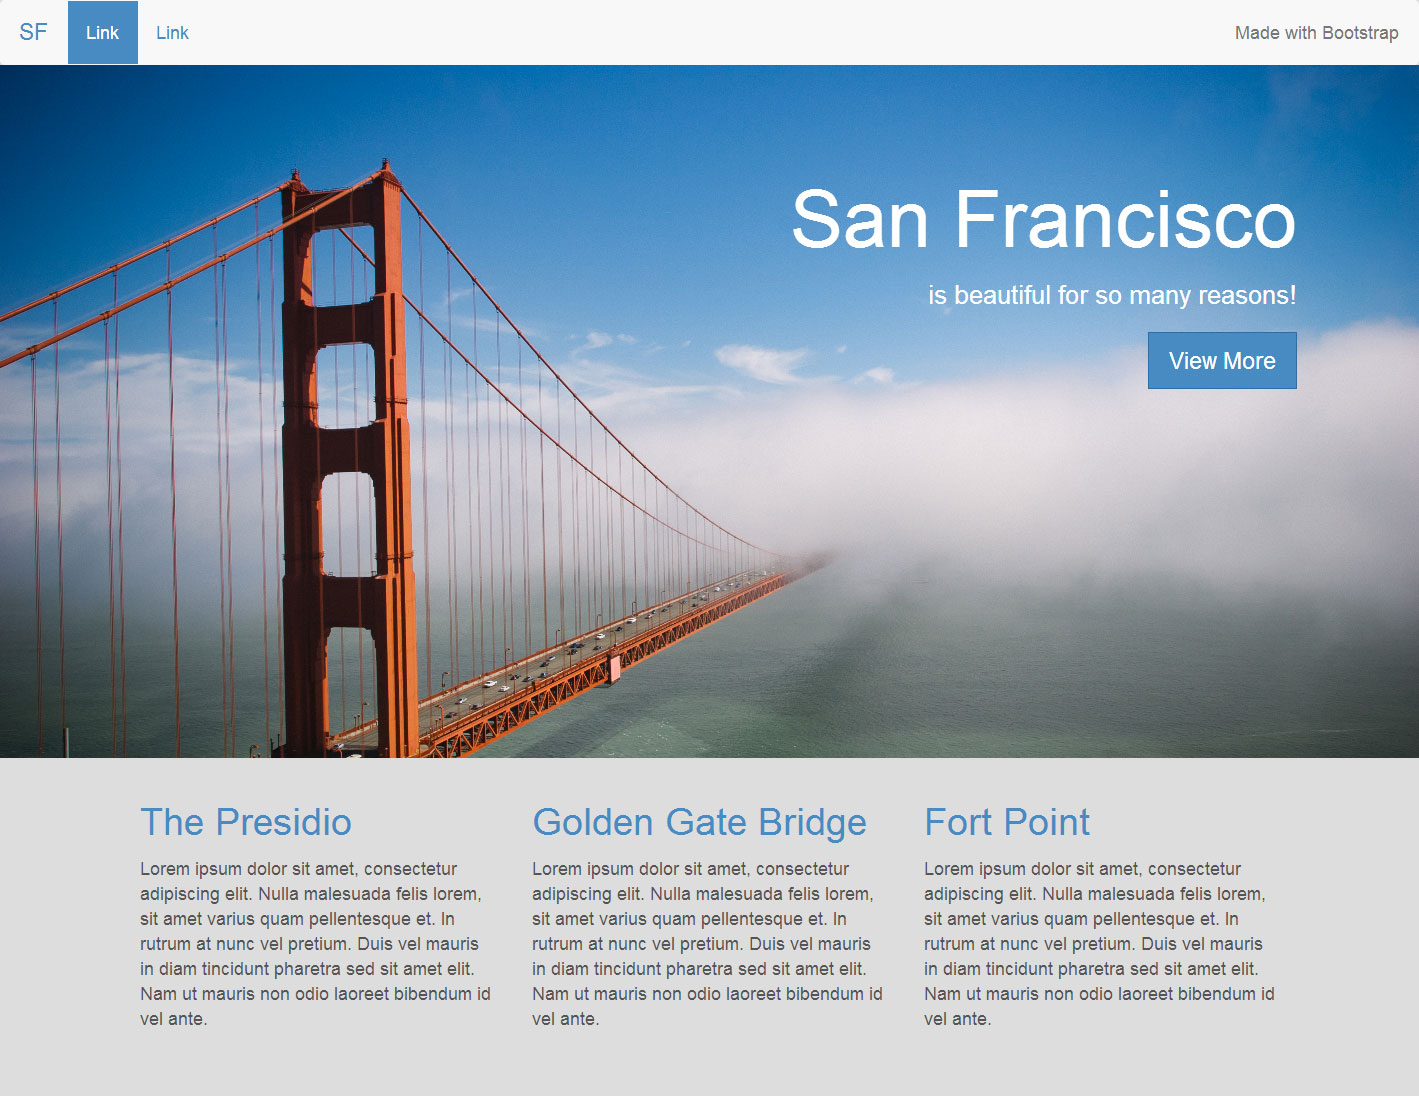 SF Link Link Made with Bootstrap
San Francisco
is beautiful for so many reasons!
View More
The Presidio
Lorem ipsum dolor sit amet, consectetur
adipiscing elit. Nulla malesuada felis lorem,
sit amet varius quam pellentesque et. In
rutrum at nunc vel pretium. Duis vel mauris
in diam tincidunt pharetra sed sit amet elit.
Nam ut mauris non odio laoreet bibendum id
vel ante.
Golden Gate Bridge
Lorem ipsum dolor sit amet, consectetur
adipiscing elit. Nulla malesuada felis lorem,
sit amet varius quam pellentesque et. In
rutrum at nunc vel pretium. Duis vel mauris
in diam tincidunt pharetra sed sit amet elit.
Nam ut mauris non odio laoreet bibendum id
vel ante.
Fort Point
Lorem ipsum dolor sit amet, consectetur
adipiscing elit. Nulla malesuada felis lorem,
sit amet varius quam pellentesque et. In
rutrum at nunc vel pretium. Duis vel mauris
in diam tincidunt pharetra sed sit amet elit.
Nam ut mauris non odio laoreet bibendum id
vel ante.